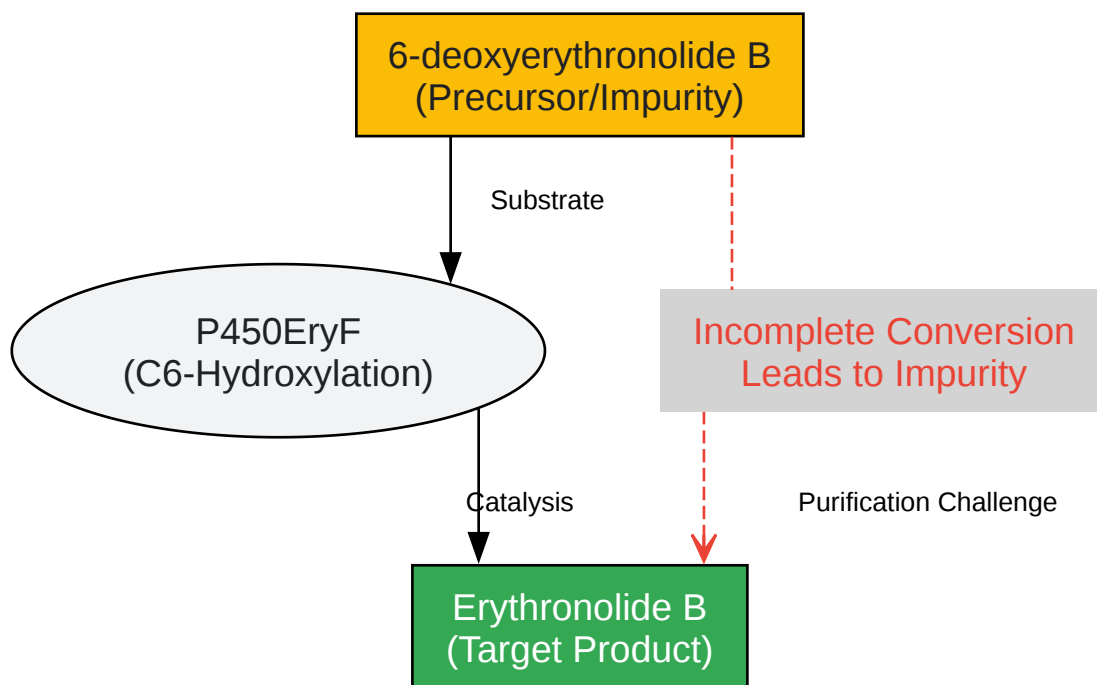 6-deoxyerythronolide B
(Precursor/Impurity)
Substrate
P450EryF
(C6-Hydroxylation)
Incomplete Conversion
Leads to Impurity
Catalysis
Purification Challenge
Erythronolide B
(Target Product)